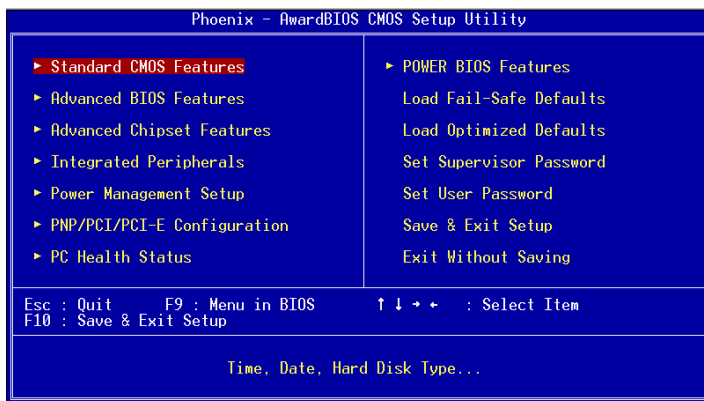 Phoenix - AwardBIOS CMOS Setup Utility
► Standard CMOS Features
► Advanced BIOS Features
► Advanced Chipset Features
► Integrated Peripherals
► Power Management Setup
► PNP/PCI/PCI-E Configuration
► PC Health Status
► POWER BIOS Features
Load Fail-Safe Defaults
Load Optimized Defaults
Set Supervisor Password
Set User Password
Save & Exit Setup
Exit Without Saving
Esc : Quit F9 : Menu in BIOS ↑ ↓ → ← : Select Item
F10 : Save & Exit Setup
Time, Date, Hard Disk Type...